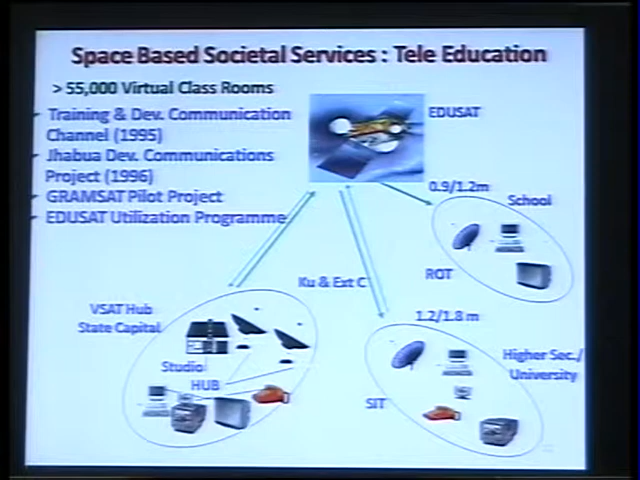 Space Based Societal Services : Tele Education
> 55,000 Virtual Class Rooms
Training & Dev. Communication
Channel (1995)
Jhabua Dev. Communications
Project (1996)
GRAMSAT Pilot Project
EDUSAT Utilization Programme
EDUSAT
0.9/1.2m
School
ROT
Ku & Ext C
VSAT Hub
State Capital
Studio
HUB
1.2/1.8 m
Higher Sec./
University
SIT